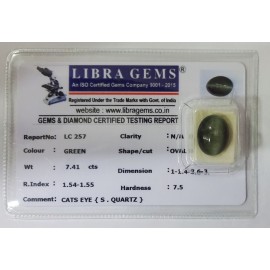 LIBRA GEMS
An ISO Certified Gems Company 9001-2015
Registered Under the Trade Mark with Govt. of India
website : www.libragems.co.in
GEMS & DIAMOND CERTIFIED TESTING REPORT
ReportNo: LC 257 Clarity N/A
Colour GREEN Shape/cut OVAL
Wt 7.41 cts Dimension
R.Index 1.54-1.55 Hardness 7.5
Comment CATS EYE { S . QUARTZ }